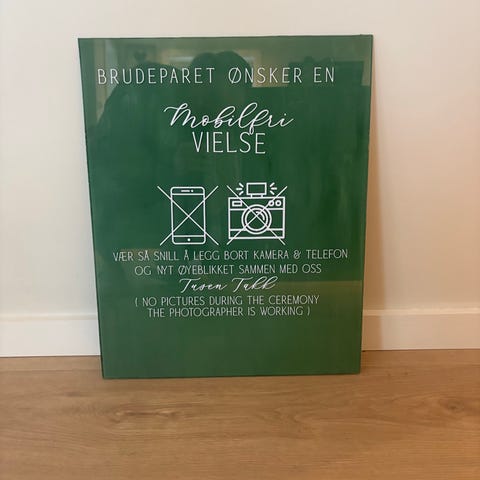 BRUDEPARET ØNSKER EN
Mobilfri
VIELSE
VÆR SÅ SNILL Å LEGG BORT KAMERA & TELEFON
OG NYT ØYEBLIKKET SAMMEN MED OSS
Tusen Takk
( NO PICTURES DURING THE CEREMONY
THE PHOTOGRAPHER IS WORKING )